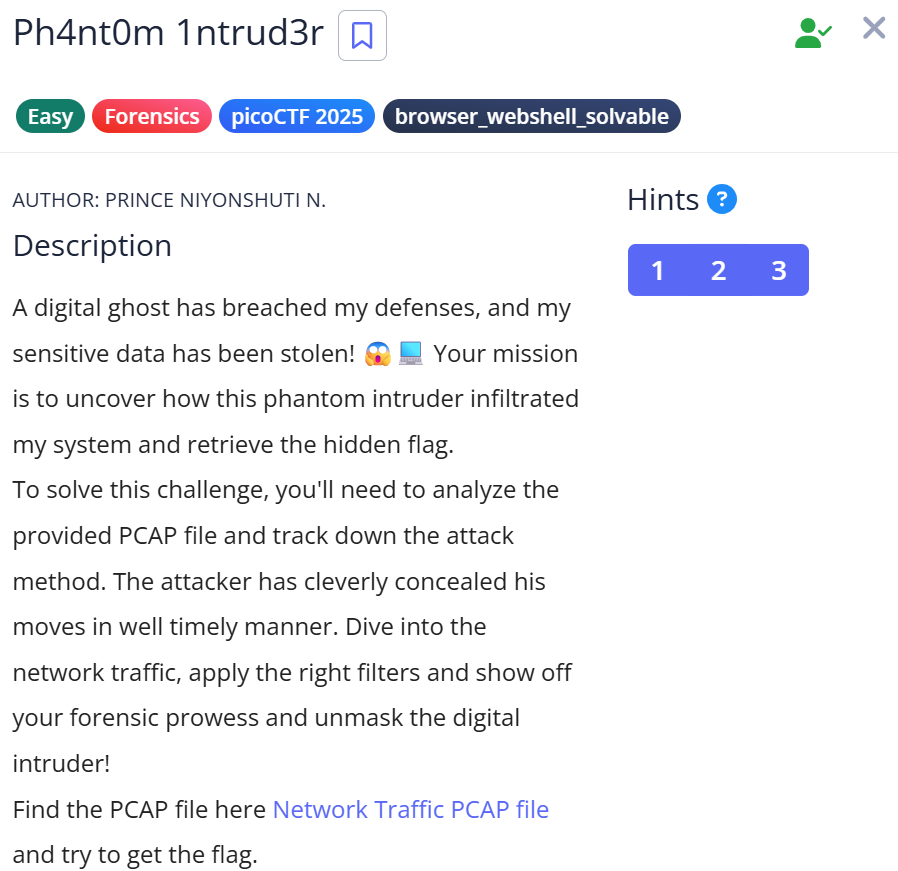 Ph4nt0m 1ntrud3r
Easy Forensics picoCTF 2025 browser_webshell_solvable
AUTHOR: PRINCE NIYONSHUTI N.
Description
A digital ghost has breached my defenses, and my
sensitive data has been stolen! 😱💻 Your mission
is to uncover how this phantom intruder infiltrated
my system and retrieve the hidden flag.
To solve this challenge, you'll need to analyze the
provided PCAP file and track down the attack
method. The attacker has cleverly concealed his
moves in well timely manner. Dive into the
network traffic, apply the right filters and show off
your forensic prowess and unmask the digital
intruder!
Find the PCAP file here Network Traffic PCAP file
and try to get the flag.
Hints ?
1 2 3